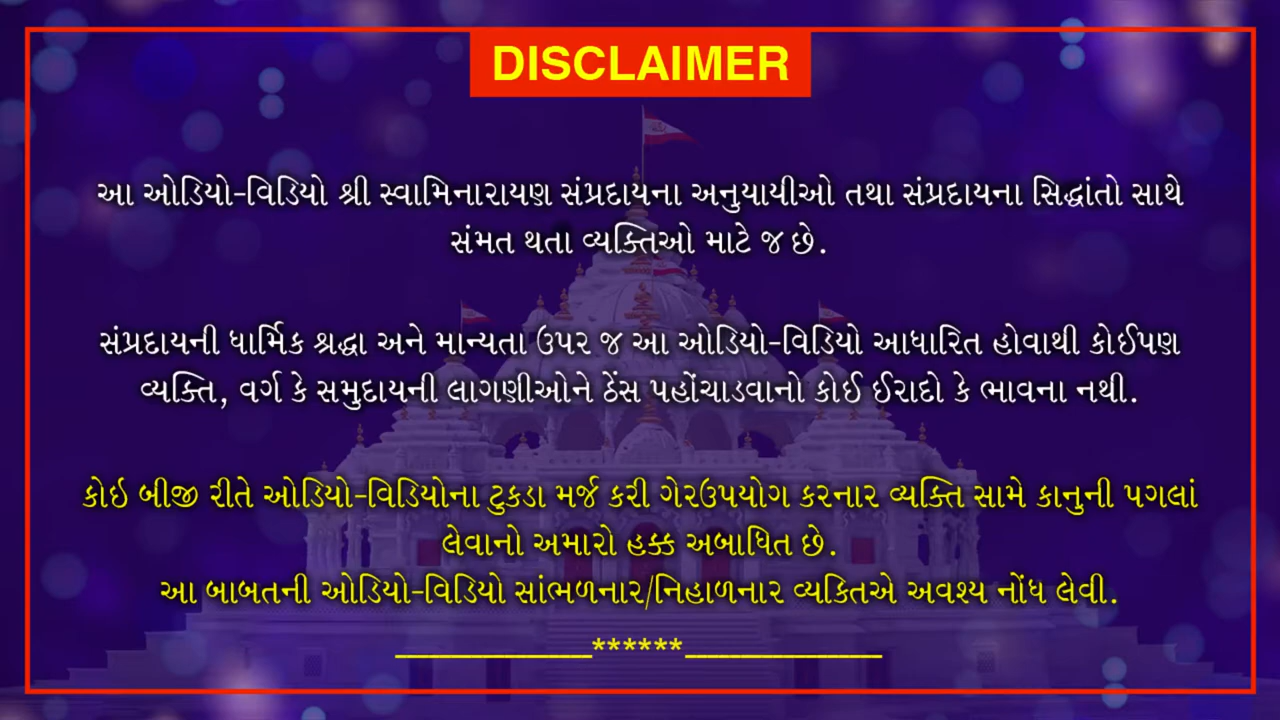 DISCLAIMER
આ ઓડિયો-વિડિયો શ્રી સ્વામિનારાયણ સંપ્રદાયના અનુયાયીઓ તથા સંપ્રદાયના સિદ્ધાંતો સાથે
સંમત થતા વ્યક્તિઓ માટે જ છે.
સંપ્રદાયની ધાર્મિક શ્રદ્ધા અને માન્યતા ઉપર જ આ ઓડિયો-વિડિયો આધારિત હોવાથી કોઈપણ
વ્યક્તિ, વર્ગ કે સમુદાયની લાગણીઓને ઠેંસ પહોંચાડવાનો કોઈ ઈરાદો કે ભાવના નથી.
કોઇ બીજી રીતે ઓડિયો-વિડિયોના ટુકડા મર્જ કરી ગેરઉપયોગ કરનાર વ્યક્તિ સામે કાનુની પગલાં
લેવાનો અમારો હક્ક અબાધિત છે.
આ બાબતની ઓડિયો-વિડિયો સાંભળનાર/નિહાળનાર વ્યકિતએ અવશ્ય નોંધ લેવી.
______________******______________